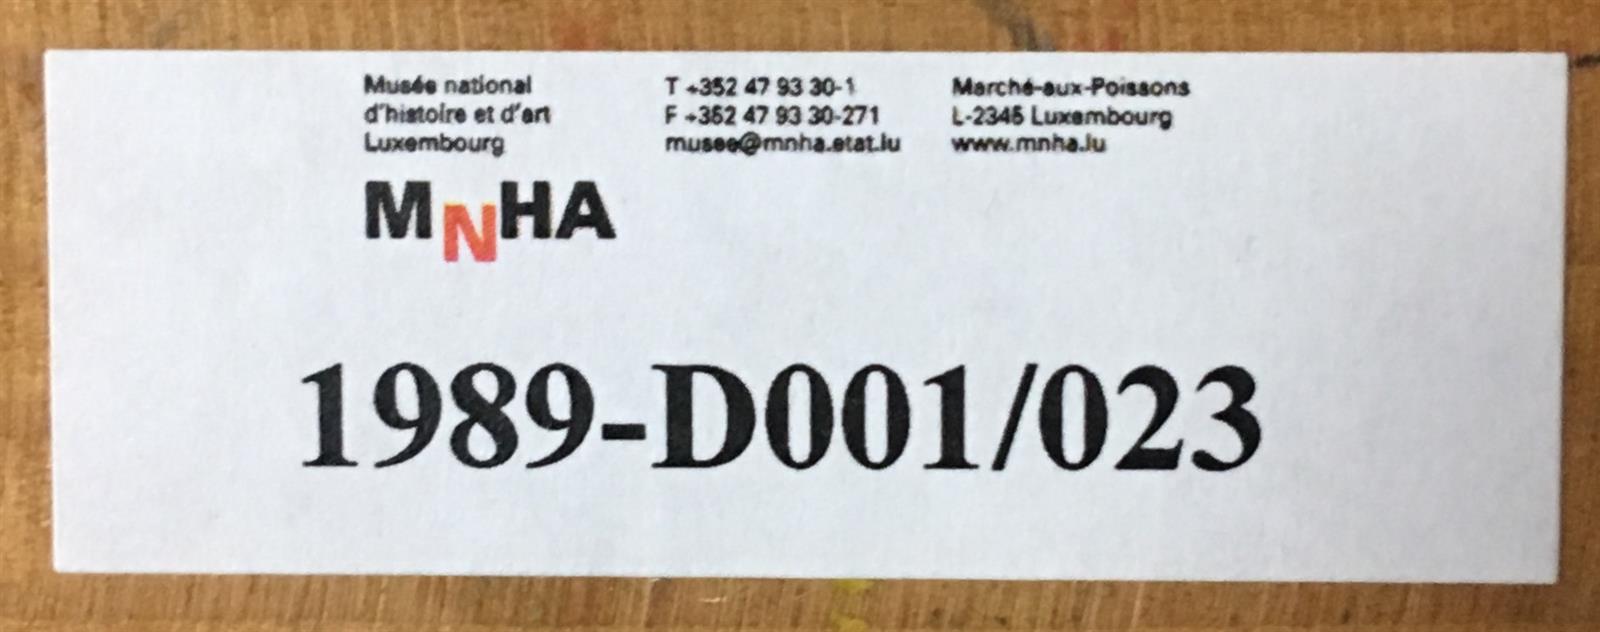 Musée national
d'histoire et d'art
Luxembourg
T +352 47 93 30-1
F +352 47 93 30-271
musee@mnha.etat.lu
Marché-aux-Poissons
L-2345 Luxembourg
www.mnha.lu
MNHA
1989-D001/023